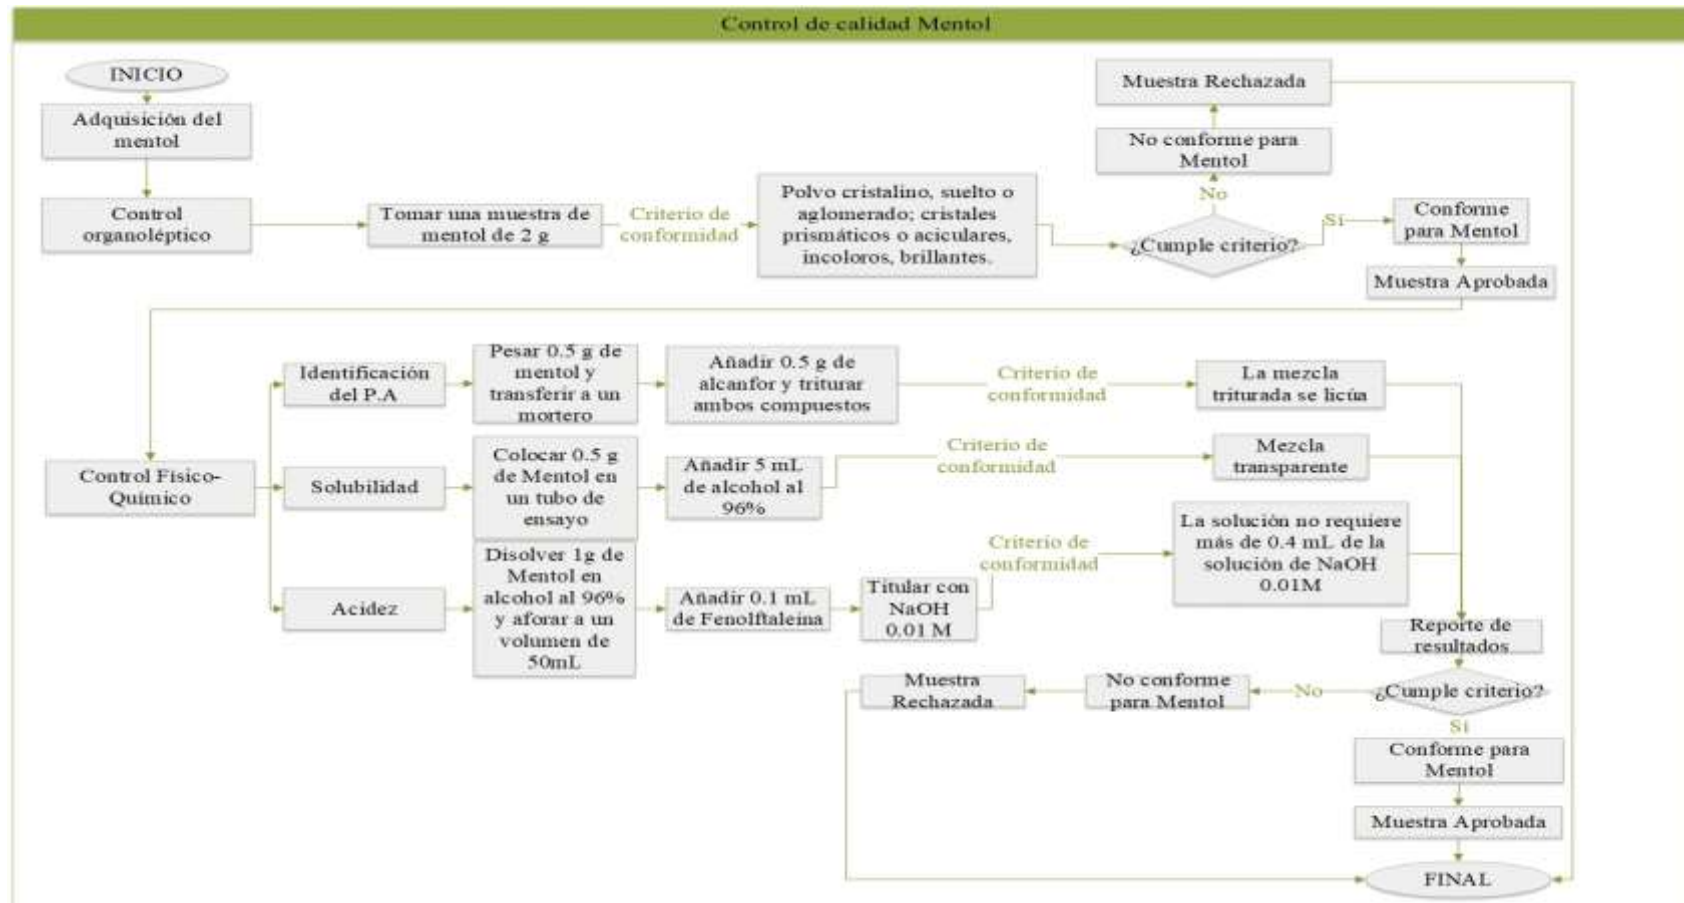 Control de calidad Mentol
INICIO
Adquisición del
mentol
Control
organoléptico
Tomar una muestra de
mentol de 2 g
Criterio de
conformidad
Polvo cristalino, suelto o
aglomerado; cristales
prismáticos o aciculares,
incoloros, brillantes.
¿Cumple criterio?
No
No conforme para
Mentol
Muestra Rechazada
Sí
Conforme
para Mentol
Muestra Aprobada
Control Físico-
Químico
Identificación
del P.A
Pesar 0.5 g de
mentol y
transferir a un
mortero
Añadir 0.5 g de
alcanfor y triturar
ambos compuestos
Criterio de
conformidad
La mezcla
triturada se licúa
Solubilidad
Colocar 0.5 g
de Mentol en
un tubo de
ensayo
Añadir 5 mL
de alcohol al
96%
Criterio de
conformidad
Mezcla
transparente
Acidez
Disolver 1g de
Mentol en
alcohol al 96%
y aforar a un
volumen de
50mL
Añadir 0.1 mL
de Fenolftaleína
Titular con
NaOH
0.01 M
Criterio de
conformidad
La solución no requiere
más de 0.4 mL de la
solución de NaOH
0.01M
Reporte de
resultados
¿Cumple criterio?
No
No conforme
para Mentol
Muestra
Rechazada
Sí
Conforme para
Mentol
Muestra Aprobada
FINAL